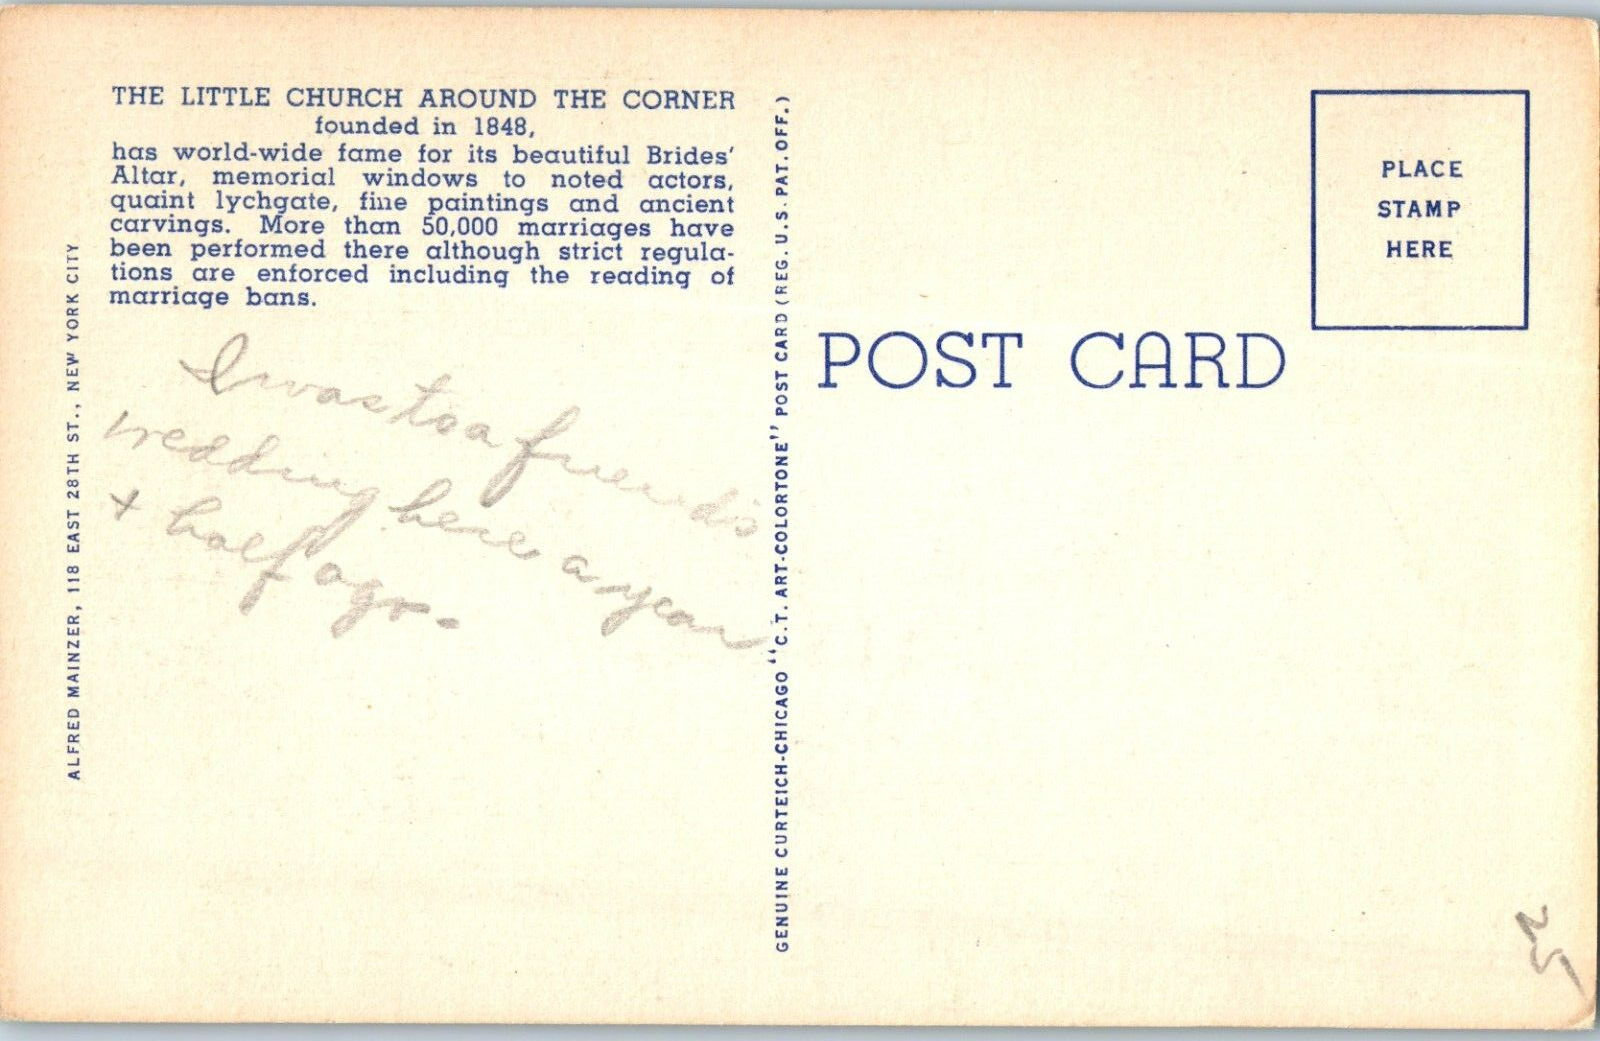 THE LITTLE CHURCH AROUND THE CORNER
founded in 1848,
has world-wide fame for its beautiful Brides'
Altar, memorial windows to noted actors,
quaint lychgate, fine paintings and ancient
carvings. More than 50,000 marriages have
been performed there although strict regula-
tions are enforced including the reading of
marriage bans.
I was to a friend's
wedding here a year
+ half ago.
ALFRED MAINZER, 118 EAST 28TH ST., NEW YORK CITY
GENUINE CURTEICH-CHICAGO "C.T. ART-COLORTONE" POST CARD (REG. U.S. PAT. OFF.)
POST CARD
PLACE
STAMP
HERE
25